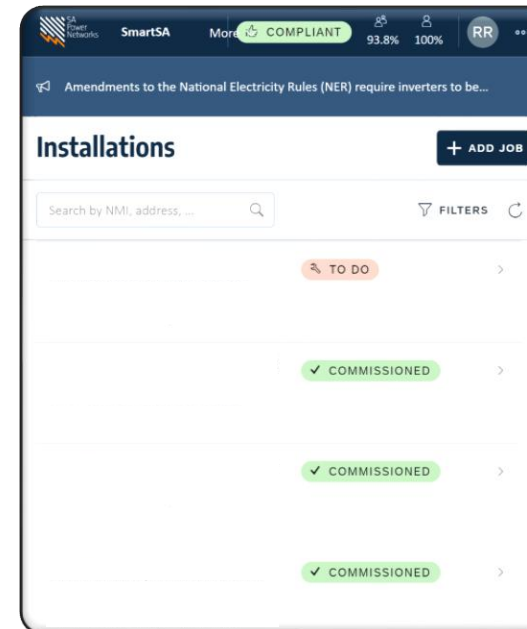 SA
Power
Networks
SmartSA
More
COMPLIANT
93.8%
100%
RR
Amendments to the National Electricity Rules (NER) require inverters to be...
Installations
+ ADD JOB
Search by NMI, address, ...
FILTERS
TO DO
COMMISSIONED
COMMISSIONED
COMMISSIONED